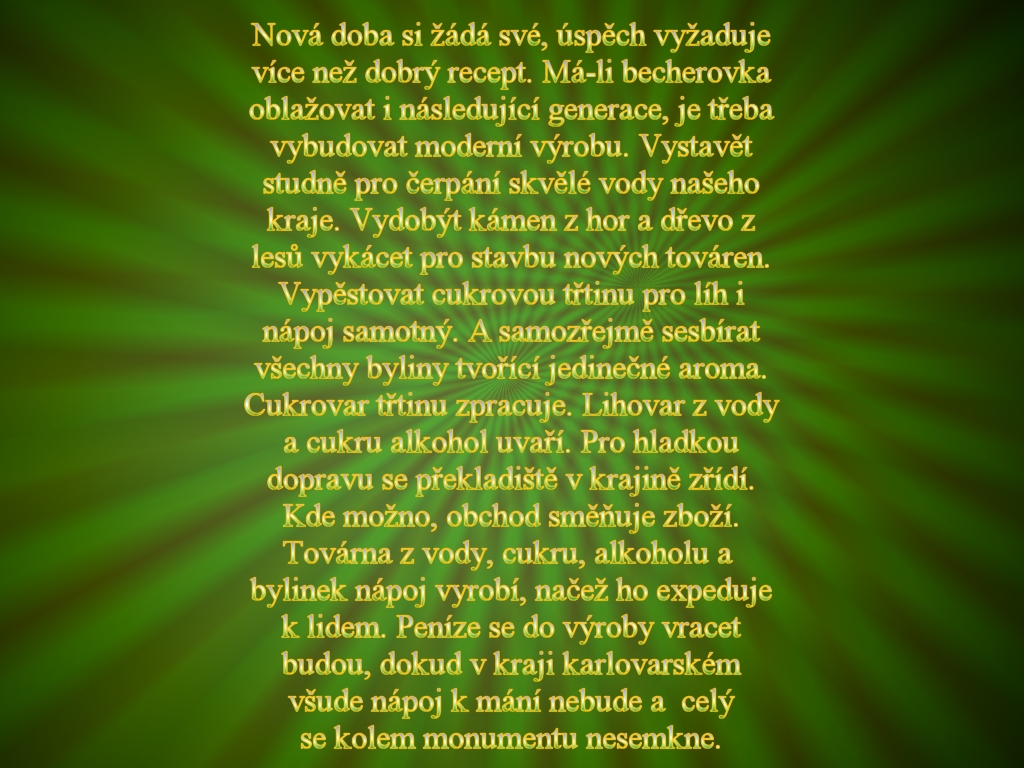 Nová doba si žádá své, úspěch vyžaduje
více než dobrý recept. Má-li becherovka
oblažovat i následující generace, je třeba
vybudovat moderní výrobu. Vystavět
studně pro čerpání skvělé vody našeho
kraje. Vydobýt kámen z hor a dřevo z
lesů vykácet pro stavbu nových továren.
Vypěstovat cukrovou třtinu pro líh i
nápoj samotný. A samozřejmě sesbírat
všechny byliny tvořící jedinečné aroma.
Cukrovar třtinu zpracuje. Lihovar z vody
a cukru alkohol uvaří. Pro hladkou
dopravu se překladiště v krajině zřídí.
Kde možno, obchod směňuje zboží.
Továrna z vody, cukru, alkoholu a
bylinek nápoj vyrobí, načež ho expeduje
k lidem. Peníze se do výroby vracet
budou, dokud v kraji karlovarském
všude nápoj k mání nebude a  celý
se kolem monumentu nesemkne.